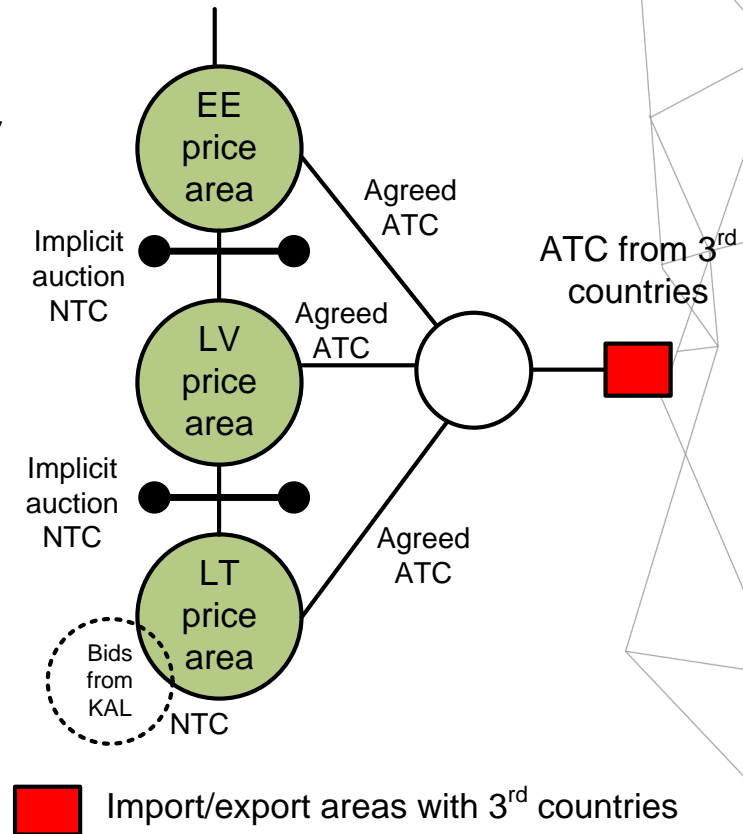 EE
price
area
Agreed
ATC
Implicit
auction
NTC
ATC from 3rd
countries
Agreed
ATC
LV
price
area
Implicit
auction
NTC
Agreed
ATC
LT
price
area
Bids
from
KAL
NTC
Import/export areas with 3rd countries